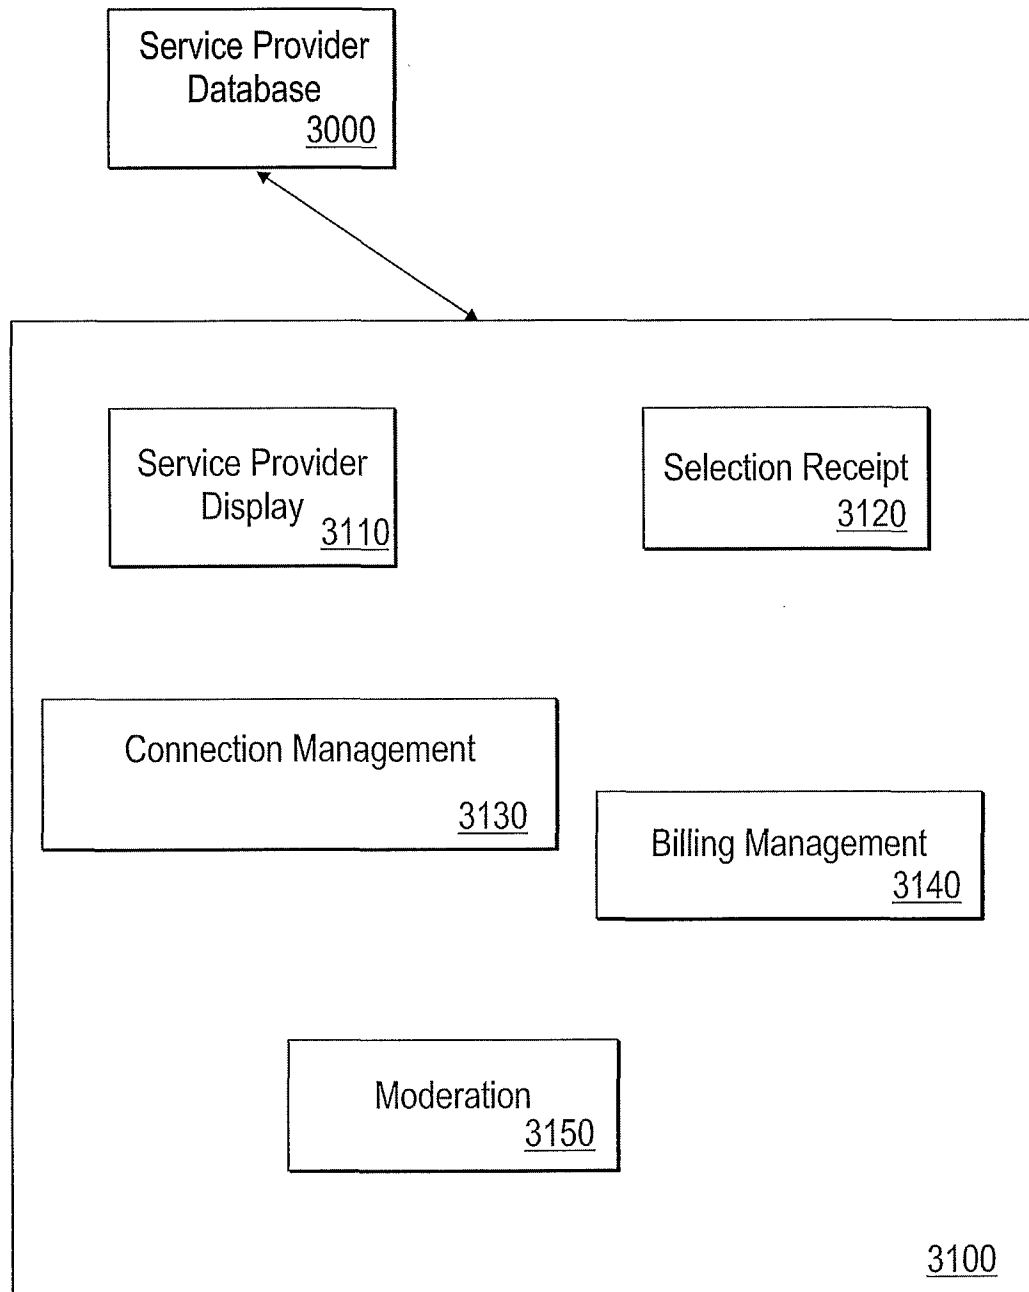 Service Provider
Database
3000
Service Provider
Display
3110
Selection Receipt
3120
Connection Management
3130
Billing Management
3140
Moderation
3150
3100